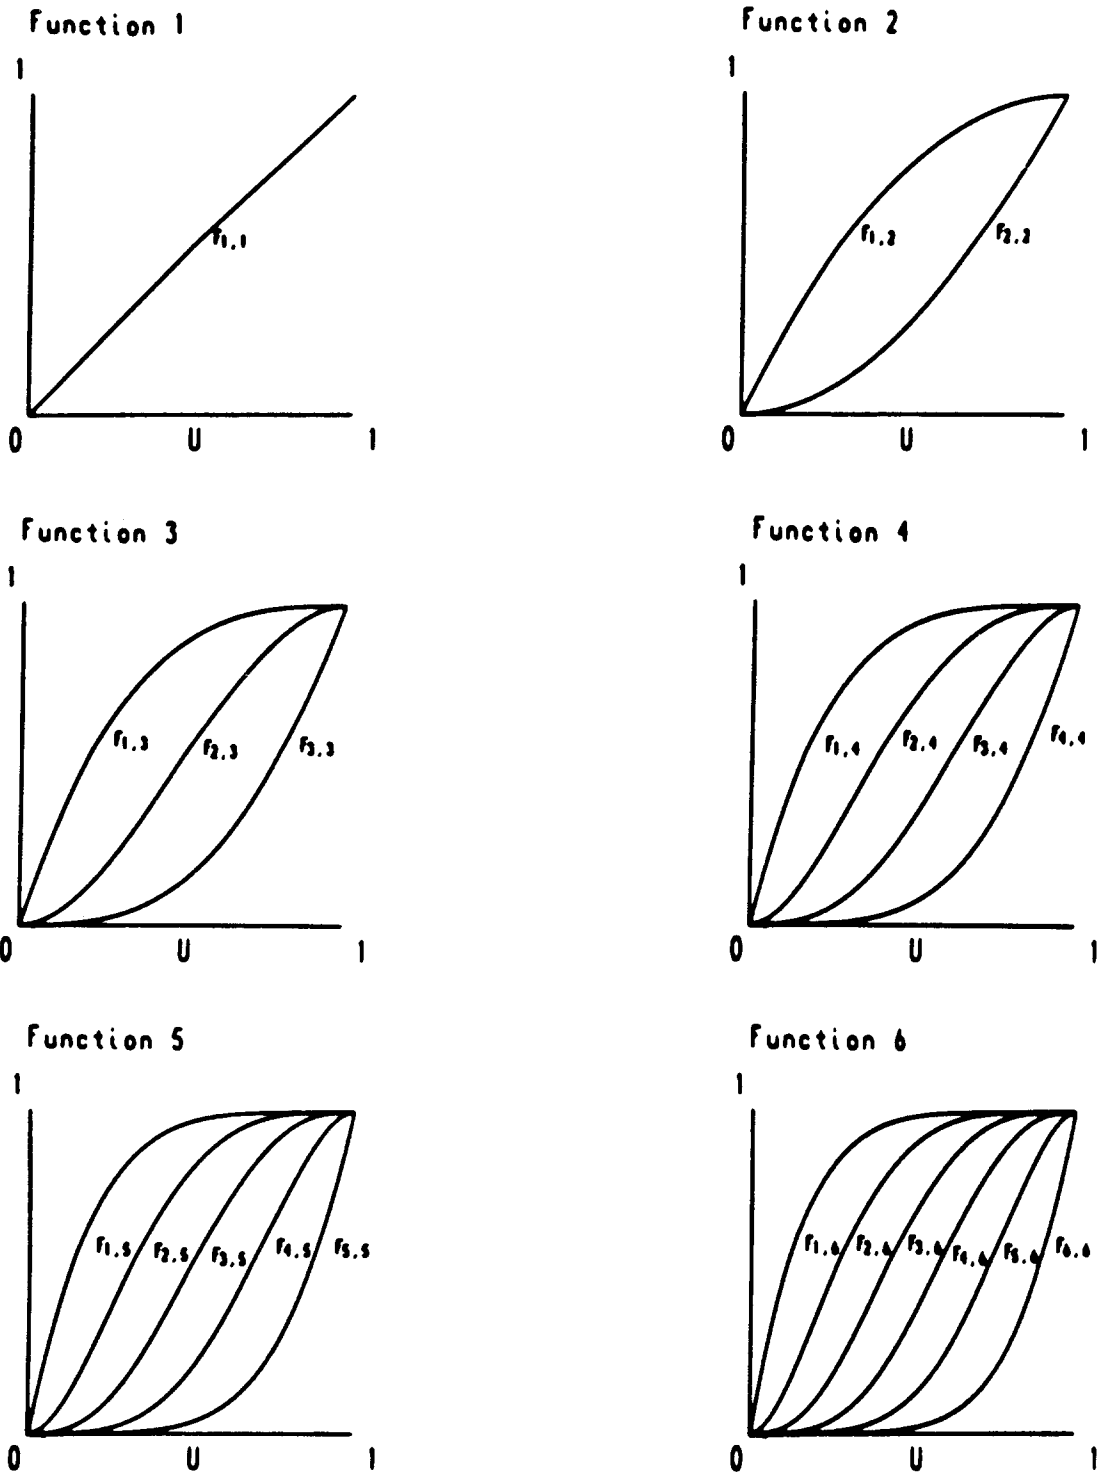 Function 1
1
F1,1
0 U 1
Function 2
1
F1,2 F2,2
0 U 1
Function 3
1
F1,3 F2,3 F3,3
0 U 1
Function 4
1
F1,4 F2,4 F3,4 F4,4
0 U 1
Function 5
1
F1,5 F2,5 F3,5 F4,5 F5,5
0 U 1
Function 6
1
F1,6 F2,6 F3,6 F4,6 F5,6 F6,6
0 U 1